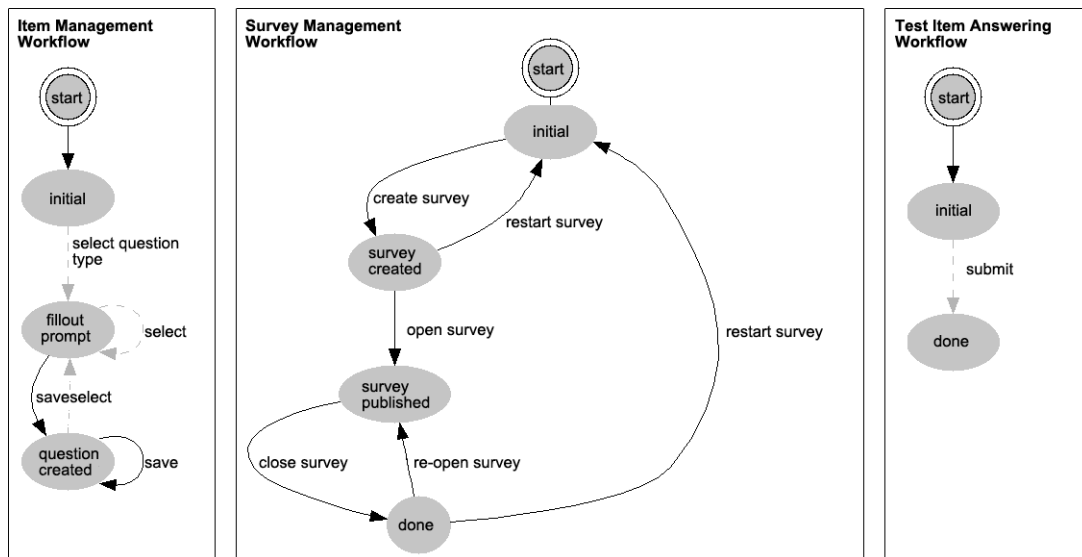 Item Management
Workflow
start
initial
select question
type
fillout
prompt
select
saveselect
question
created
save
Survey Management
Workflow
start
initial
create survey
restart survey
survey
created
open survey
restart survey
survey
published
close survey
re-open survey
done
Test Item Answering
Workflow
start
initial
submit
done